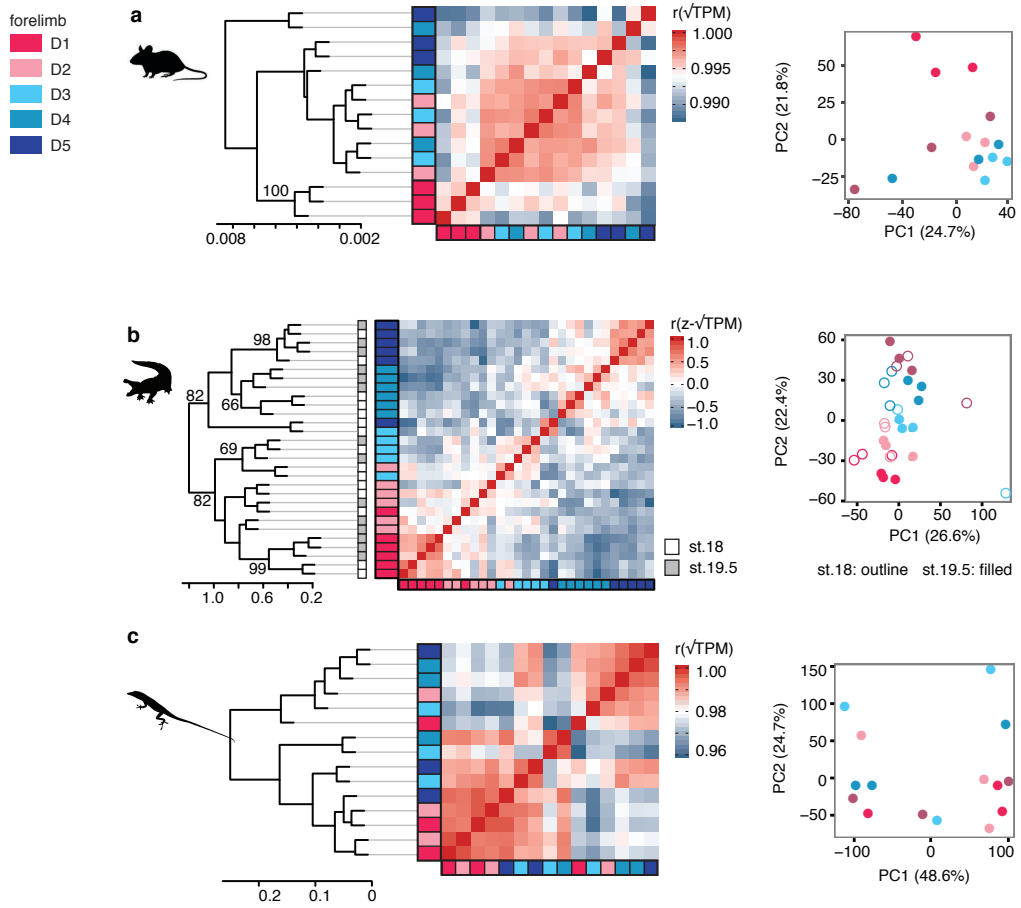 forelimb
D1
D2
D3
D4
D5
a
100
0.008
0.002
r(√TPM)
1.000
0.995
0.990
50
25
0
−25
PC2 (21.8%)
−80
−40
0
40
PC1 (24.7%)
b
98
82
66
69
82
99
1.0
0.6
0.2
r(z-√TPM)
1.0
0.5
0.0
−0.5
−1.0
st.18
st.19.5
60
30
0
−30
−60
PC2 (22.4%)
−50
0
50
100
PC1 (26.6%)
st.18: outline st.19.5: filled
c
0.2
0.1
0
r(√TPM)
1.00
0.98
0.96
150
100
50
0
−50
PC2 (24.7%)
−100
0
100
PC1 (48.6%)